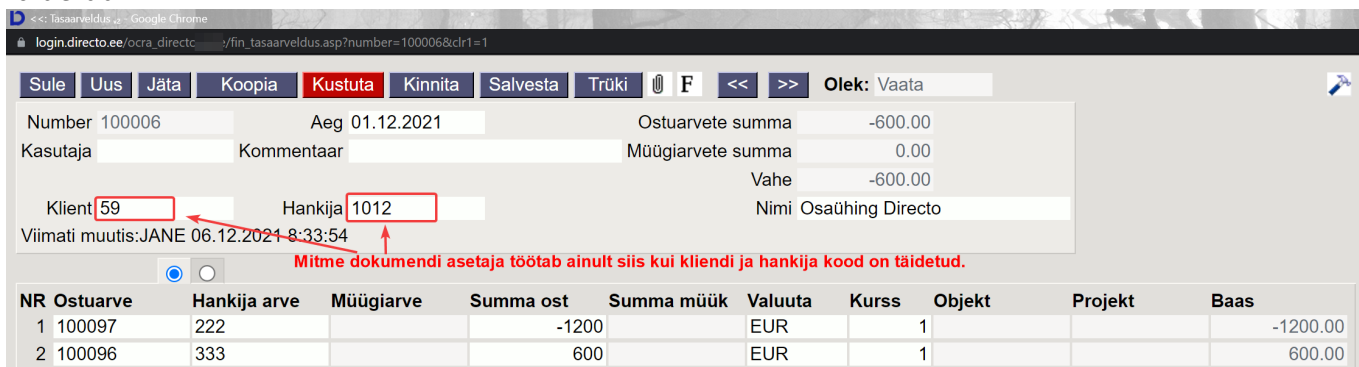 <<: Tasaarveldus - Google Chrome
login.directo.ee/ocra_directo /fin_tasaarveldus.asp?number=100006&clr1=1
Sule Uus Jäta Koopia Kustuta Kinnita Salvesta Trüki F << >> Olek: Vaata
Number 100006 Aeg 01.12.2021 Ostuarvete summa -600.00
Kasutaja Kommentaar Müügiarvete summa 0.00
Vahe -600.00
Klient 59 Hankija 1012 Nimi Osaühing Directo
Viimati muutis:JANE 06.12.2021 8:33:54
Mitme dokumendi asetaja töötab ainult siis kui kliendi ja hankija kood on täidetud.
NR Ostuarve Hankija arve Müügiarve Summa ost Summa müük Valuuta Kurss Objekt Projekt Baas
1 100097 222 -1200 EUR 1 -1200.00
2 100096 333 600 EUR 1 600.00